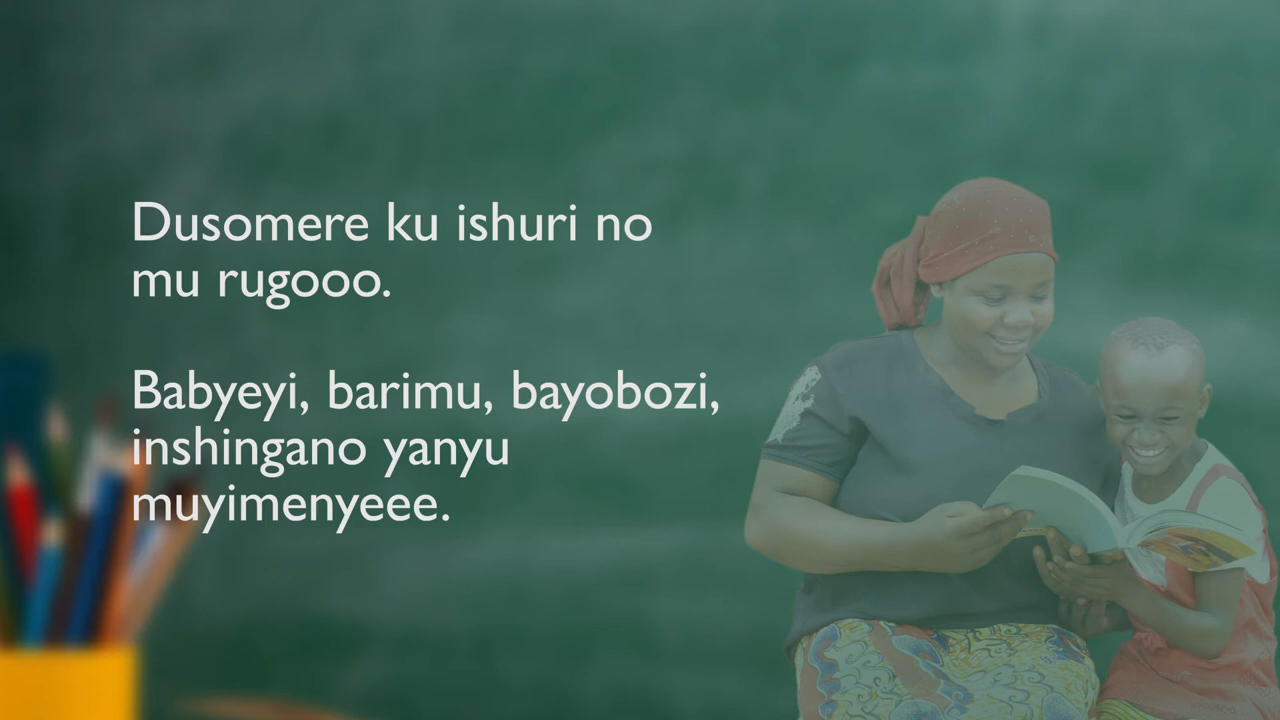 Dusomere ku ishuri no
mu rugooo.
Babyeyi, barimu, bayobozi,
inshingano yanyu
muyimenyeee.